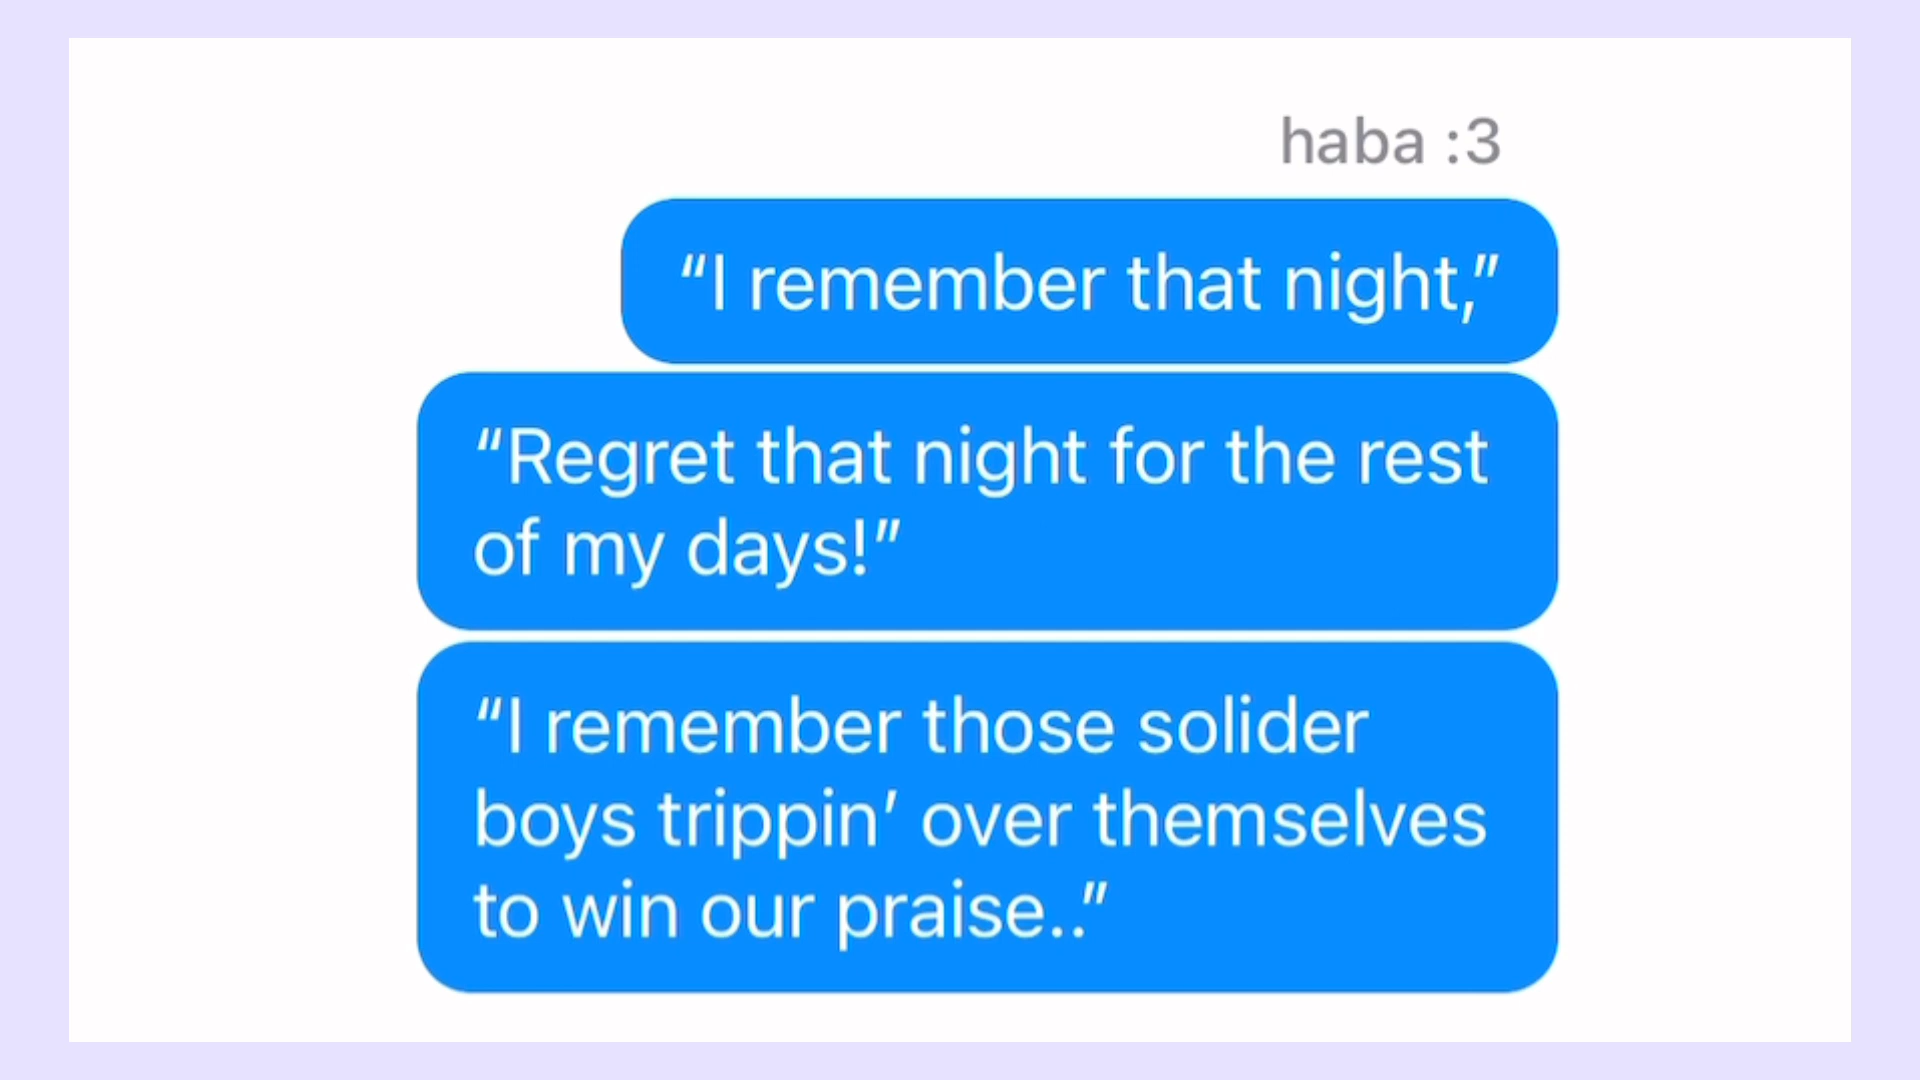 haba :3
“I remember that night,”
“Regret that night for the rest
of my days!”
“I remember those solider
boys trippin’ over themselves
to win our praise..”